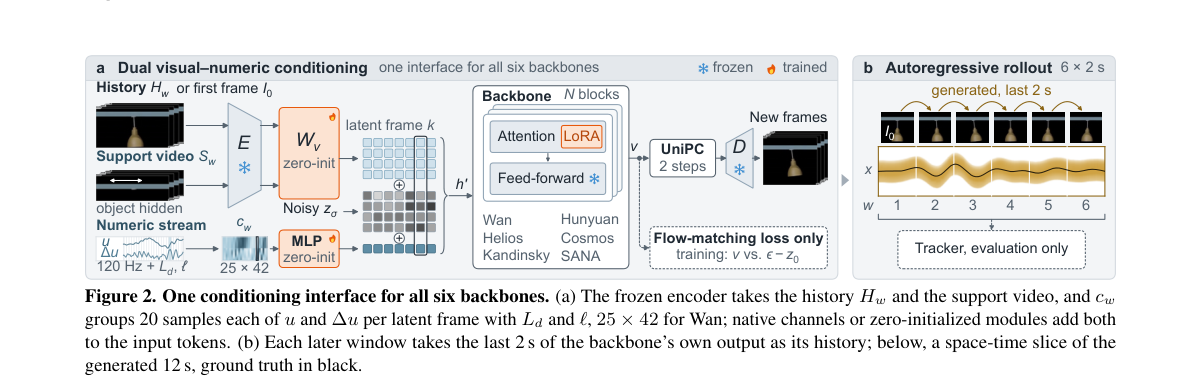 a Dual visual–numeric conditioning one interface for all six backbones frozen trained
History H_w or first frame I_0
Support video S_w
object hidden
Numeric stream
u
Δu
120 Hz + L_d, ℓ
E
W_v
zero-init
Noisy z_σ
c_w
25 × 42
MLP
zero-init
latent frame k
h′
Backbone N blocks
Attention LoRA
Feed-forward
Wan Hunyuan
Helios Cosmos
Kandinsky SANA
v
UniPC
2 steps
D
New frames
Flow-matching loss only
training: v vs. ϵ − z_0
b Autoregressive rollout 6 × 2 s
generated, last 2 s
I_0
x
w 1 2 3 4 5 6
Tracker, evaluation only
Figure 2. One conditioning interface for all six backbones. (a) The frozen encoder takes the history H_w and the support video, and c_w
groups 20 samples each of u and Δu per latent frame with L_d and ℓ, 25 × 42 for Wan; native channels or zero-initialized modules add both
to the input tokens. (b) Each later window takes the last 2 s of the backbone's own output as its history; below, a space-time slice of the
generated 12 s, ground truth in black.